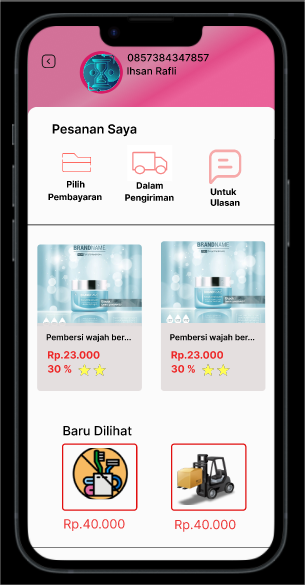 0857384347857
Ihsan Rafli
Pesanan Saya
Pilih
Pembayaran
Dalam
Pengiriman
Untuk
Ulasan
BRANDNAME
BRANDNAME
Pembersi wajah ber...
Rp.23.000
30 %
Pembersi wajah ber...
Rp.23.000
30 %
Baru Dilihat
Rp.40.000
Rp.40.000